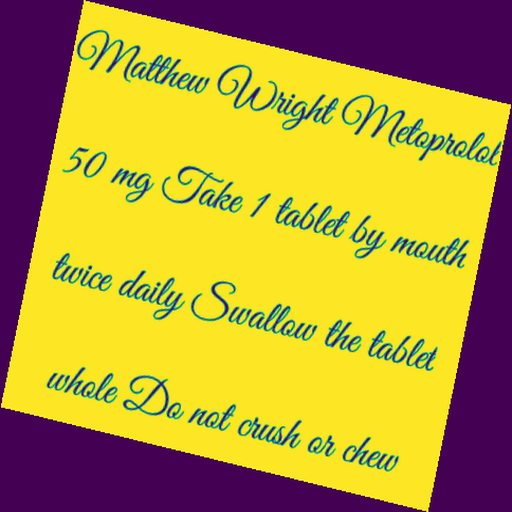 Matthew Wright Metoprolol
50 mg Take 1 tablet by mouth
twice daily Swallow the tablet
whole Do not crush or chew